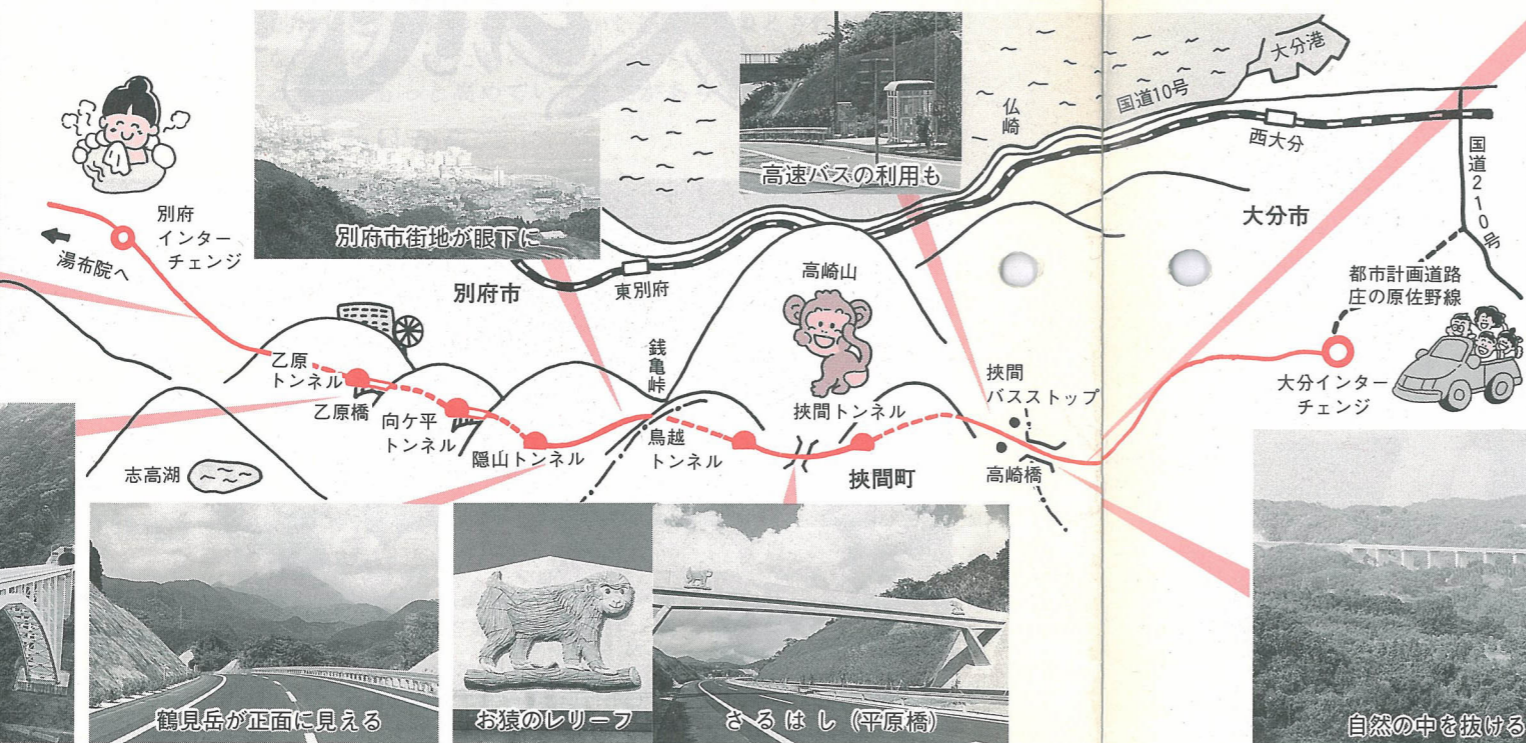 大分港
国道10号
仏崎
西大分
国道210号
高速バスの利用も
別府
インター
チェンジ
湯布院へ
別府市街地が眼下に
別府市
東別府
高崎山
大分市
都市計画道路
庄の原佐野線
大分インター
チェンジ
銭亀峠
乙原
トンネル
乙原橋
向ケ平
トンネル
隠山トンネル
鳥越
トンネル
挾間トンネル
挾間
バスストップ
高崎橋
挾間町
志高湖
鶴見岳が正面に見える
お猿のレリーフ
さるはし（平原橋）
自然の中を抜ける